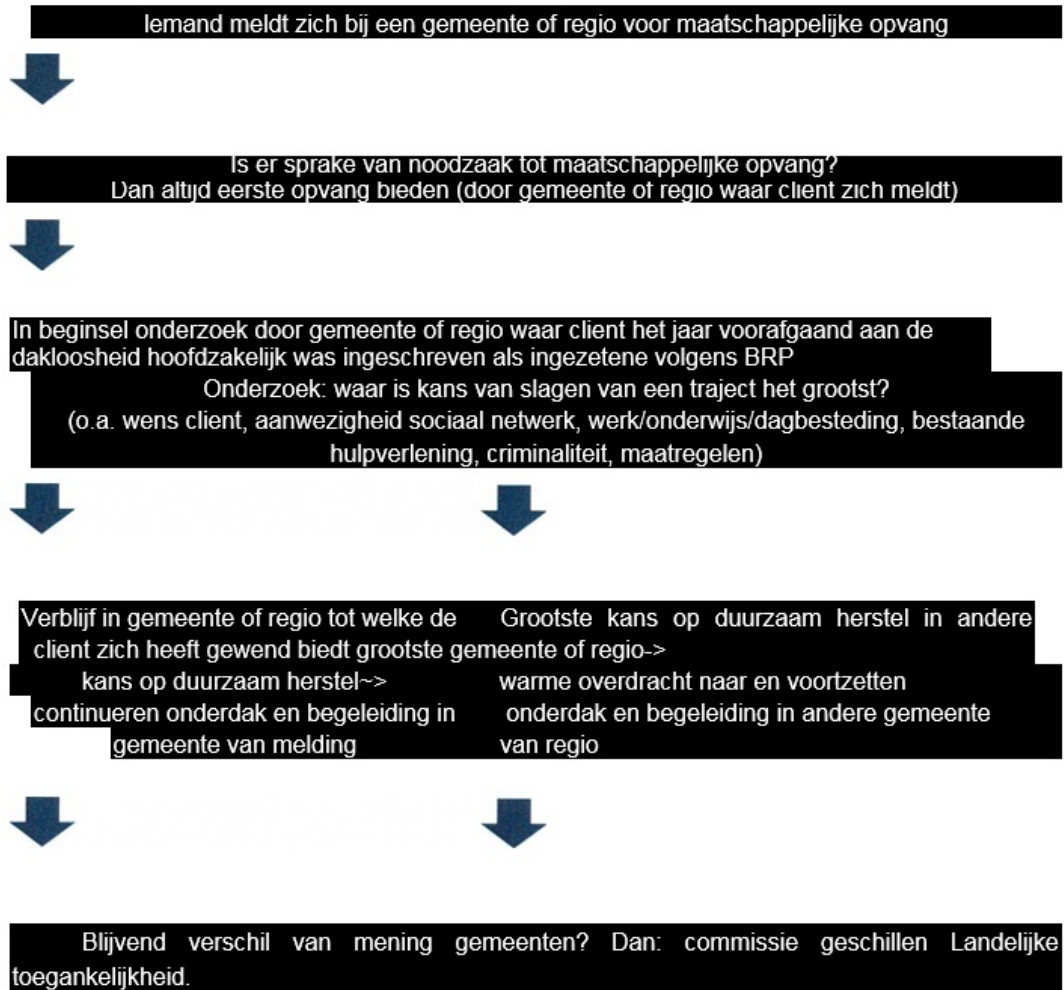 Iemand meldt zich bij een gemeente of regio voor maatschappelijke opvang
Is er sprake van noodzaak tot maatschappelijke opvang?
Dan altijd eerste opvang bieden (door gemeente of regio waar client zich meldt)
In beginsel onderzoek door gemeente of regio waar client het jaar voorafgaand aan de
dakloosheid hoofdzakelijk was ingeschreven als ingezetene volgens BRP
Onderzoek: waar is kans van slagen van een traject het grootst?
(o.a. wens client, aanwezigheid sociaal netwerk, werk/onderwijs/dagbesteding, bestaande
hulpverlening, criminaliteit, maatregelen)
Verblijf in gemeente of regio tot welke de Grootste kans op duurzaam herstel in andere
client zich heeft gewend biedt grootste gemeente of regio->
kans op duurzaam herstel~> warme overdracht naar en voortzetten
continueren onderdak en begeleiding in onderdak en begeleiding in andere gemeente
gemeente van melding van regio
Blijvend verschil van mening gemeenten? Dan: commissie geschillen Landelijke
toegankelijkheid.